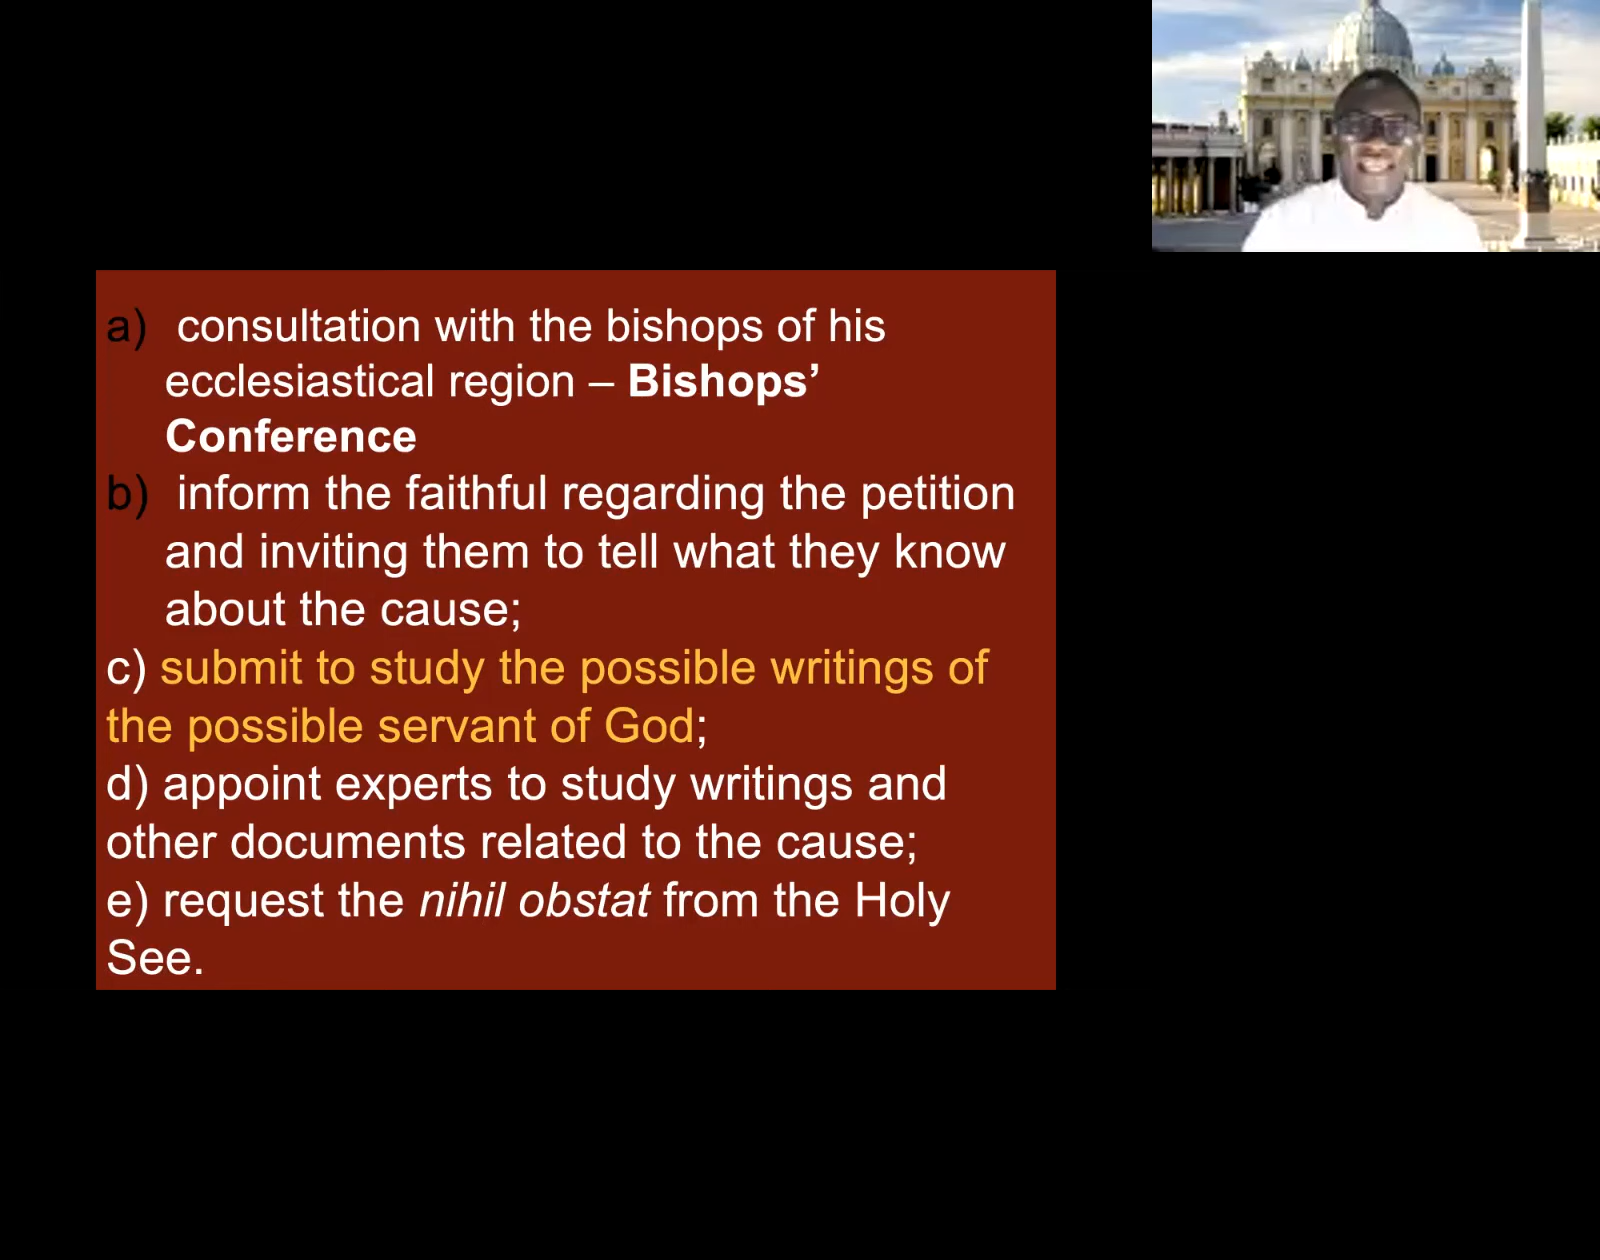 a) consultation with the bishops of his
ecclesiastical region – Bishops’
Conference
b) inform the faithful regarding the petition
and inviting them to tell what they know
about the cause;
c) submit to study the possible writings of
the possible servant of God;
d) appoint experts to study writings and
other documents related to the cause;
e) request the nihil obstat from the Holy
See.